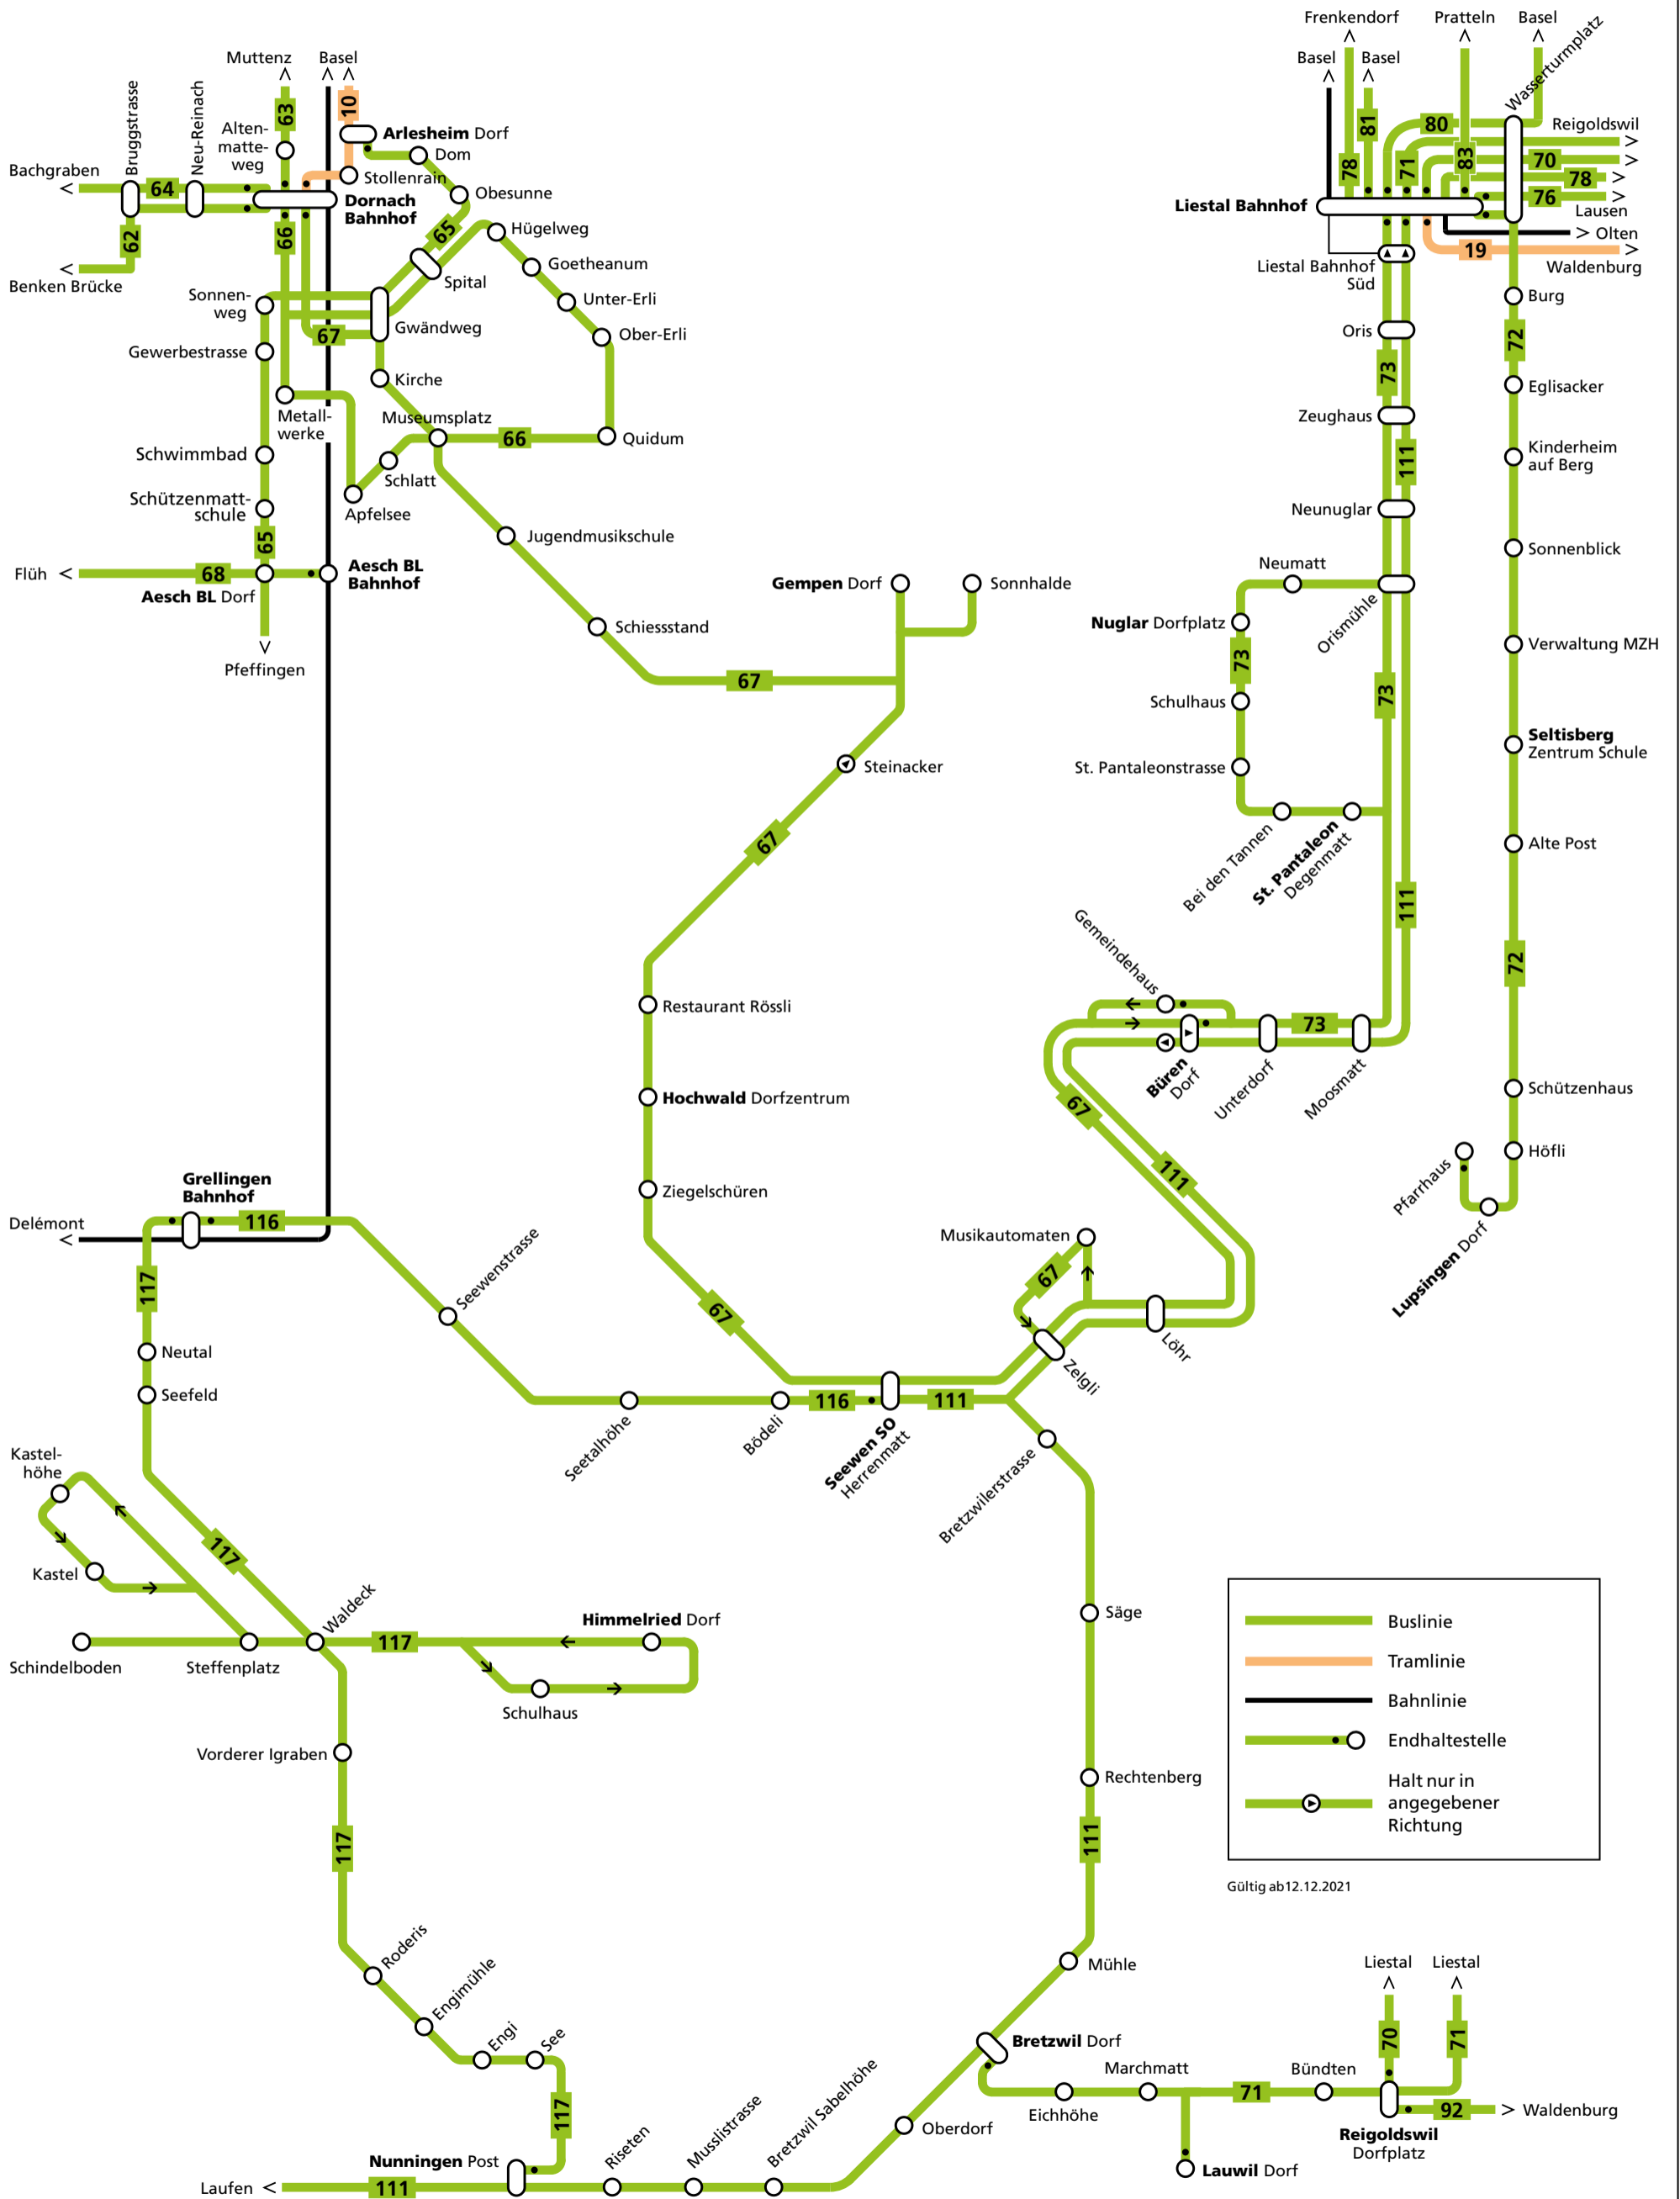 Frenkendorf
Pratteln
Basel
Muttenz
Basel
Basel
Basel
Wasserturmplatz
63
10
Bruggstrasse
Neu-Reinach
Alten-
matte-
weg
Arlesheim Dorf
Dom
81
80
Reigoldswil
Bachgraben
64
Stollenrain
Obesunne
78
71
83
70
78
76
Dornach
Bahnhof
Liestal Bahnhof
Lausen
62
66
65
Hügelweg
Olten
19
Benken Brücke
Goetheanum
Liestal Bahnhof
Süd
Waldenburg
Spital
Sonnen-
weg
Unter-Erli
Burg
Gwändweg
67
Ober-Erli
Oris
72
Gewerbestrasse
Kirche
73
Eglisacker
Metall-
werke
Museumsplatz
Zeughaus
66
Quidum
Schwimmbad
Schlatt
111
Kinderheim
auf Berg
Schützenmatt-
schule
Apfelsee
Neunuglar
65
Jugendmusikschule
Sonnenblick
Flüh
68
Aesch BL
Bahnhof
Aesch BL Dorf
Gempen Dorf
Sonnhalde
Neumatt
Orismühle
Schiessstand
Nuglar Dorfplatz
Verwaltung MZH
Pfeffingen
73
67
73
Schulhaus
Seltisberg
Zentrum Schule
Steinacker
St. Pantaleonstrasse
67
Bei den Tannen
St. Pantaleon
Degenmatt
Alte Post
111
Gemeindehaus
72
Restaurant Rössli
73
Büren
Dorf
Unterdorf
Moosmatt
Hochwald Dorfzentrum
67
Schützenhaus
Grellingen
Bahnhof
Ziegelschüren
111
Pfarrhaus
Höfli
Delémont
116
Seewenstrasse
Musikautomaten
Lupsingen Dorf
117
67
67
Neutal
Löhr
Zelgli
Seefeld
116
111
Seetalhöhe
Bödeli
Seewen SO
Herrenmatt
Bretzwilerstrasse
Kastel-
höhe
117
Kastel
Waldeck
Himmelried Dorf
Säge
Buslinie
117
Schindelboden
Steffenplatz
Tramlinie
Schulhaus
Bahnlinie
Vorderer Igraben
Endhaltestelle
Rechtenberg
Halt nur in
angegebener
Richtung
117
111
Gültig ab12.12.2021
Roderis
Engimühle
Mühle
Liestal
Liestal
Engi
See
Bretzwil Dorf
70
71
Marchmatt
Bündten
117
71
Eichhöhe
92
Waldenburg
Riseten
Musslistrasse
Bretzwil Sabelhöhe
Oberdorf
Reigoldswil
Dorfplatz
Nunningen Post
Lauwil Dorf
Laufen
111